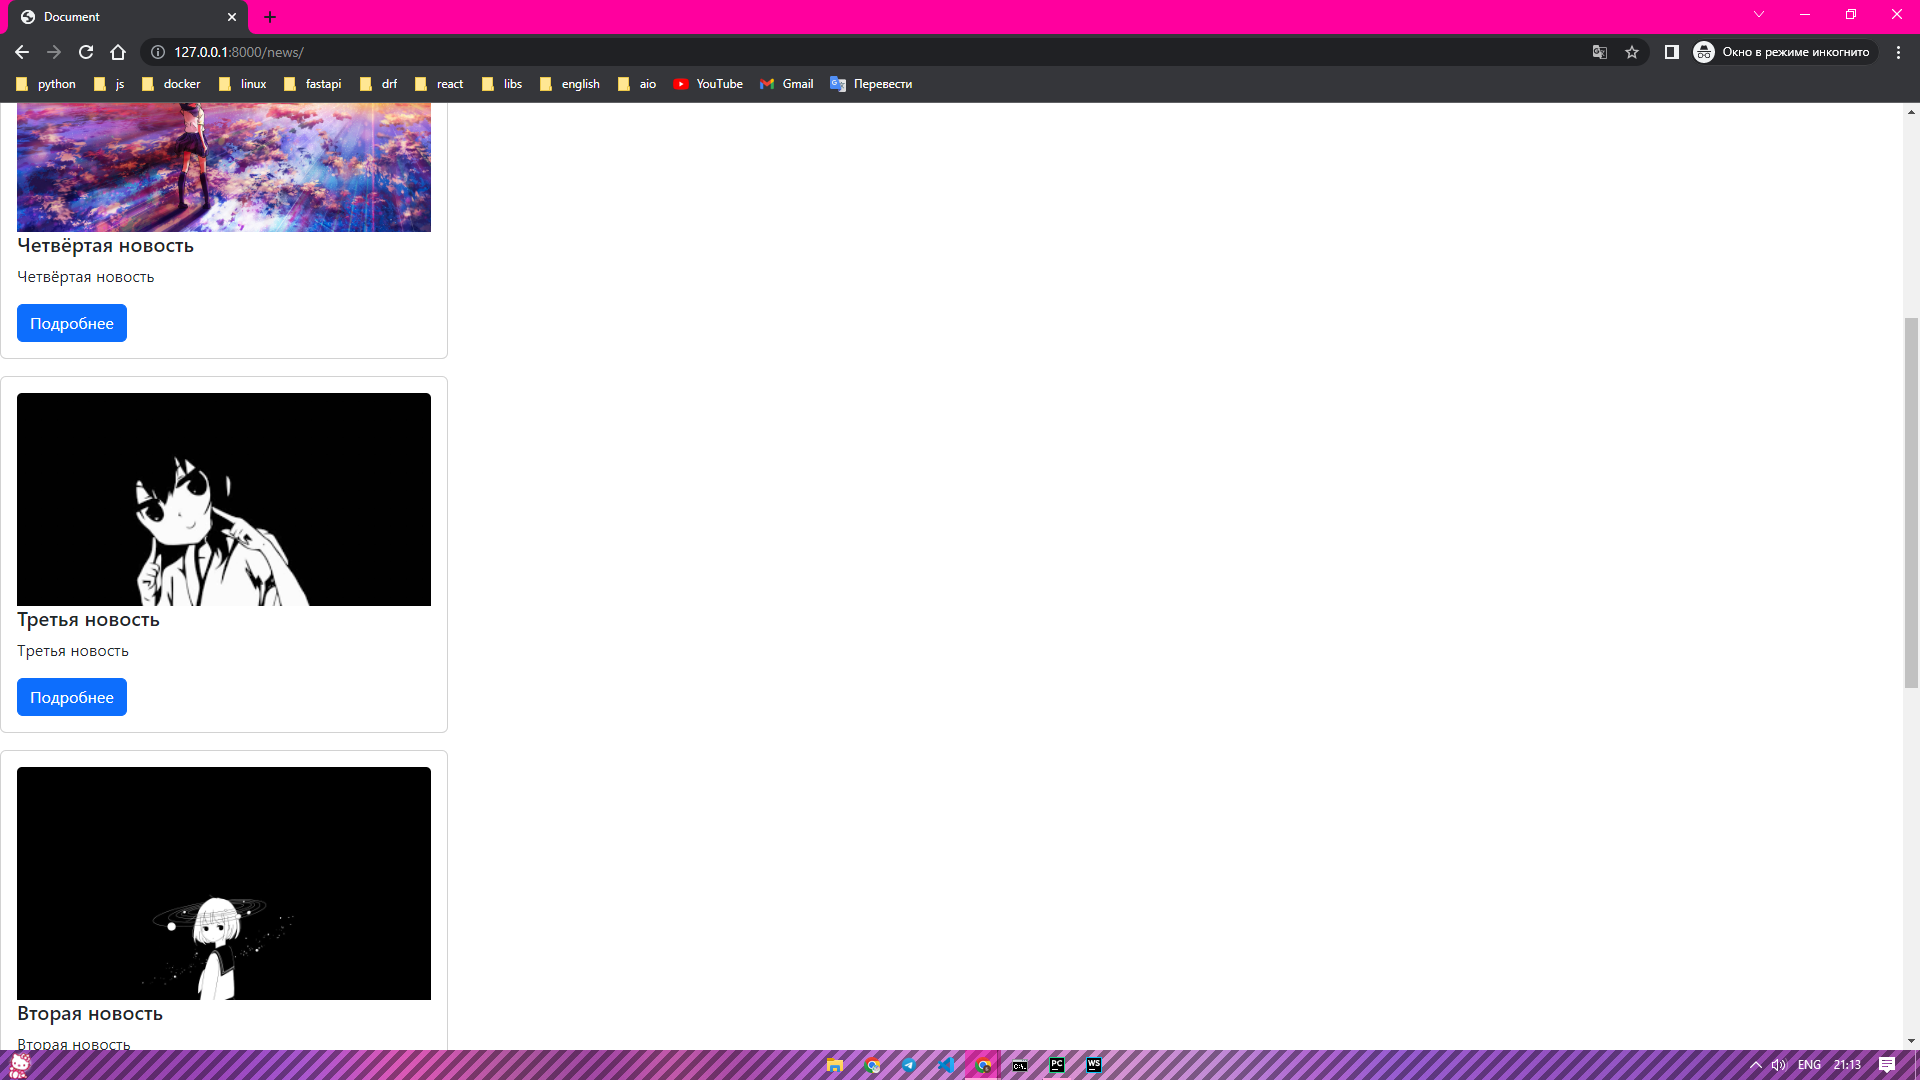 Document
127.0.0.1:8000/news/
Окно в режиме инкогнито
python js docker linux fastapi drf react libs english aio YouTube Gmail Перевести
Четвёртая новость
Четвёртая новость
Подробнее
Третья новость
Третья новость
Подробнее
Вторая новость
Вторая новость
ENG 21:13